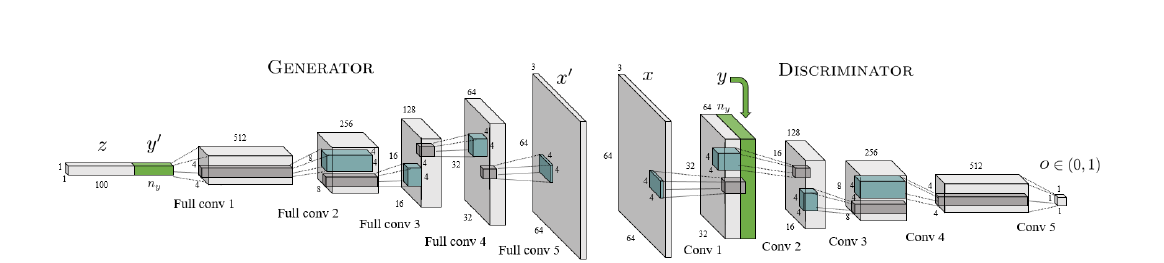 GENERATOR
z
y′
1
1
100
n_y
512
4
4
Full conv 1
256
8
8
4
4
Full conv 2
128
16
16
4
4
Full conv 3
64
32
32
4
4
Full conv 4
3
x′
64
64
4
4
Full conv 5
DISCRIMINATOR
3
x
64
64
4
4
Conv 1
y
64
n_y
32
32
4
4
Conv 2
128
16
16
4
4
Conv 3
256
8
8
4
4
Conv 4
512
4
4
Conv 5
o ∈ (0, 1)
1
1
1